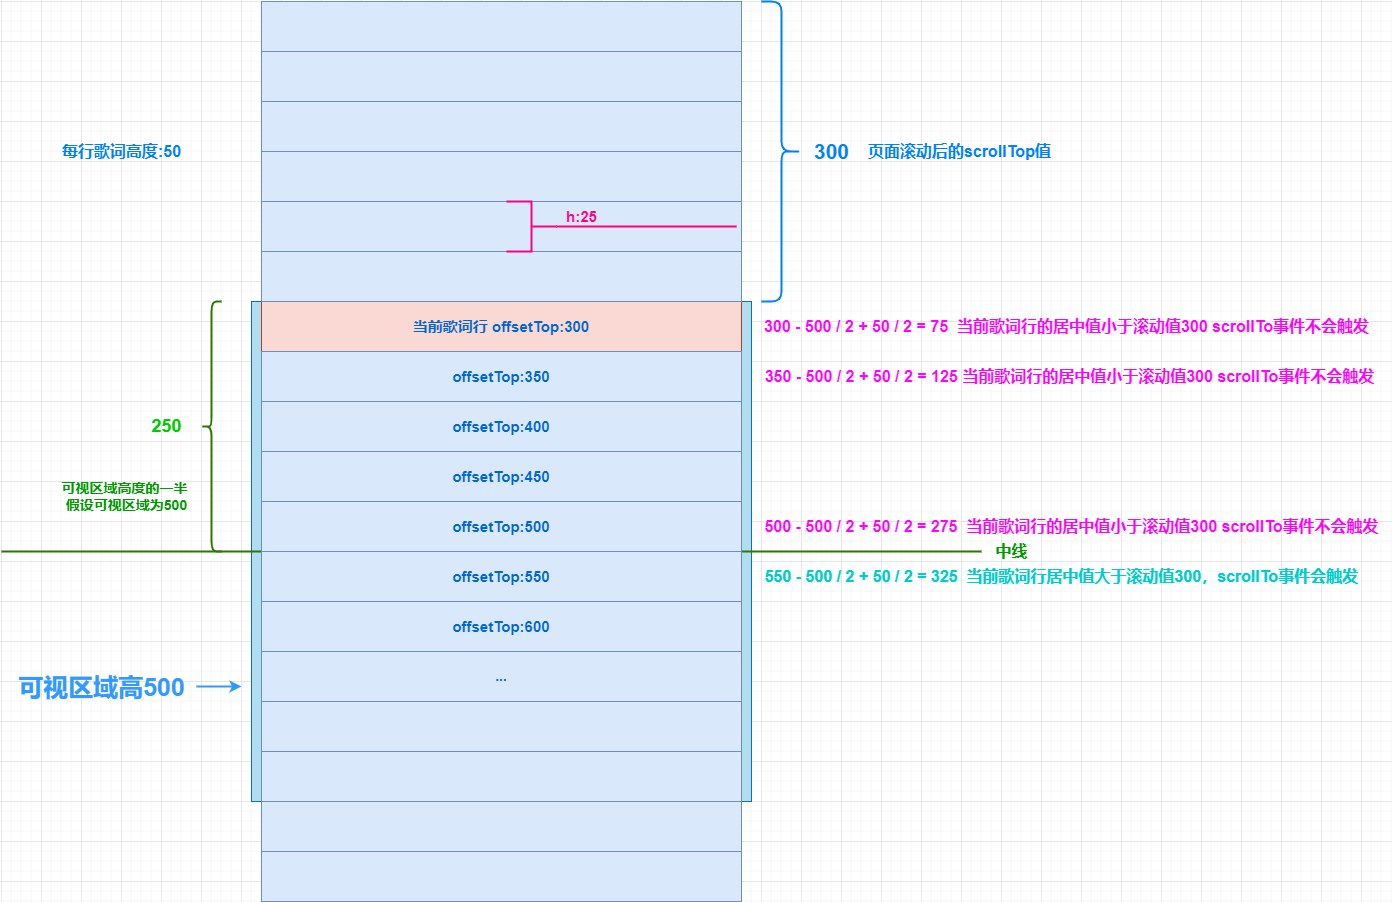 每行歌词高度:50
300 页面滚动后的scrollTop值
h:25
当前歌词行 offsetTop:300
300 - 500 / 2 + 50 / 2 = 75 当前歌词行的居中值小于滚动值300 scrollTo事件不会触发
offsetTop:350
350 - 500 / 2 + 50 / 2 = 125 当前歌词行的居中值小于滚动值300 scrollTo事件不会触发
250
offsetTop:400
offsetTop:450
可视区域高度的一半
假设可视区域为500
offsetTop:500
500 - 500 / 2 + 50 / 2 = 275 当前歌词行的居中值小于滚动值300 scrollTo事件不会触发
中线
offsetTop:550
550 - 500 / 2 + 50 / 2 = 325 当前歌词行居中值大于滚动值300，scrollTo事件会触发
offsetTop:600
可视区域高500
...